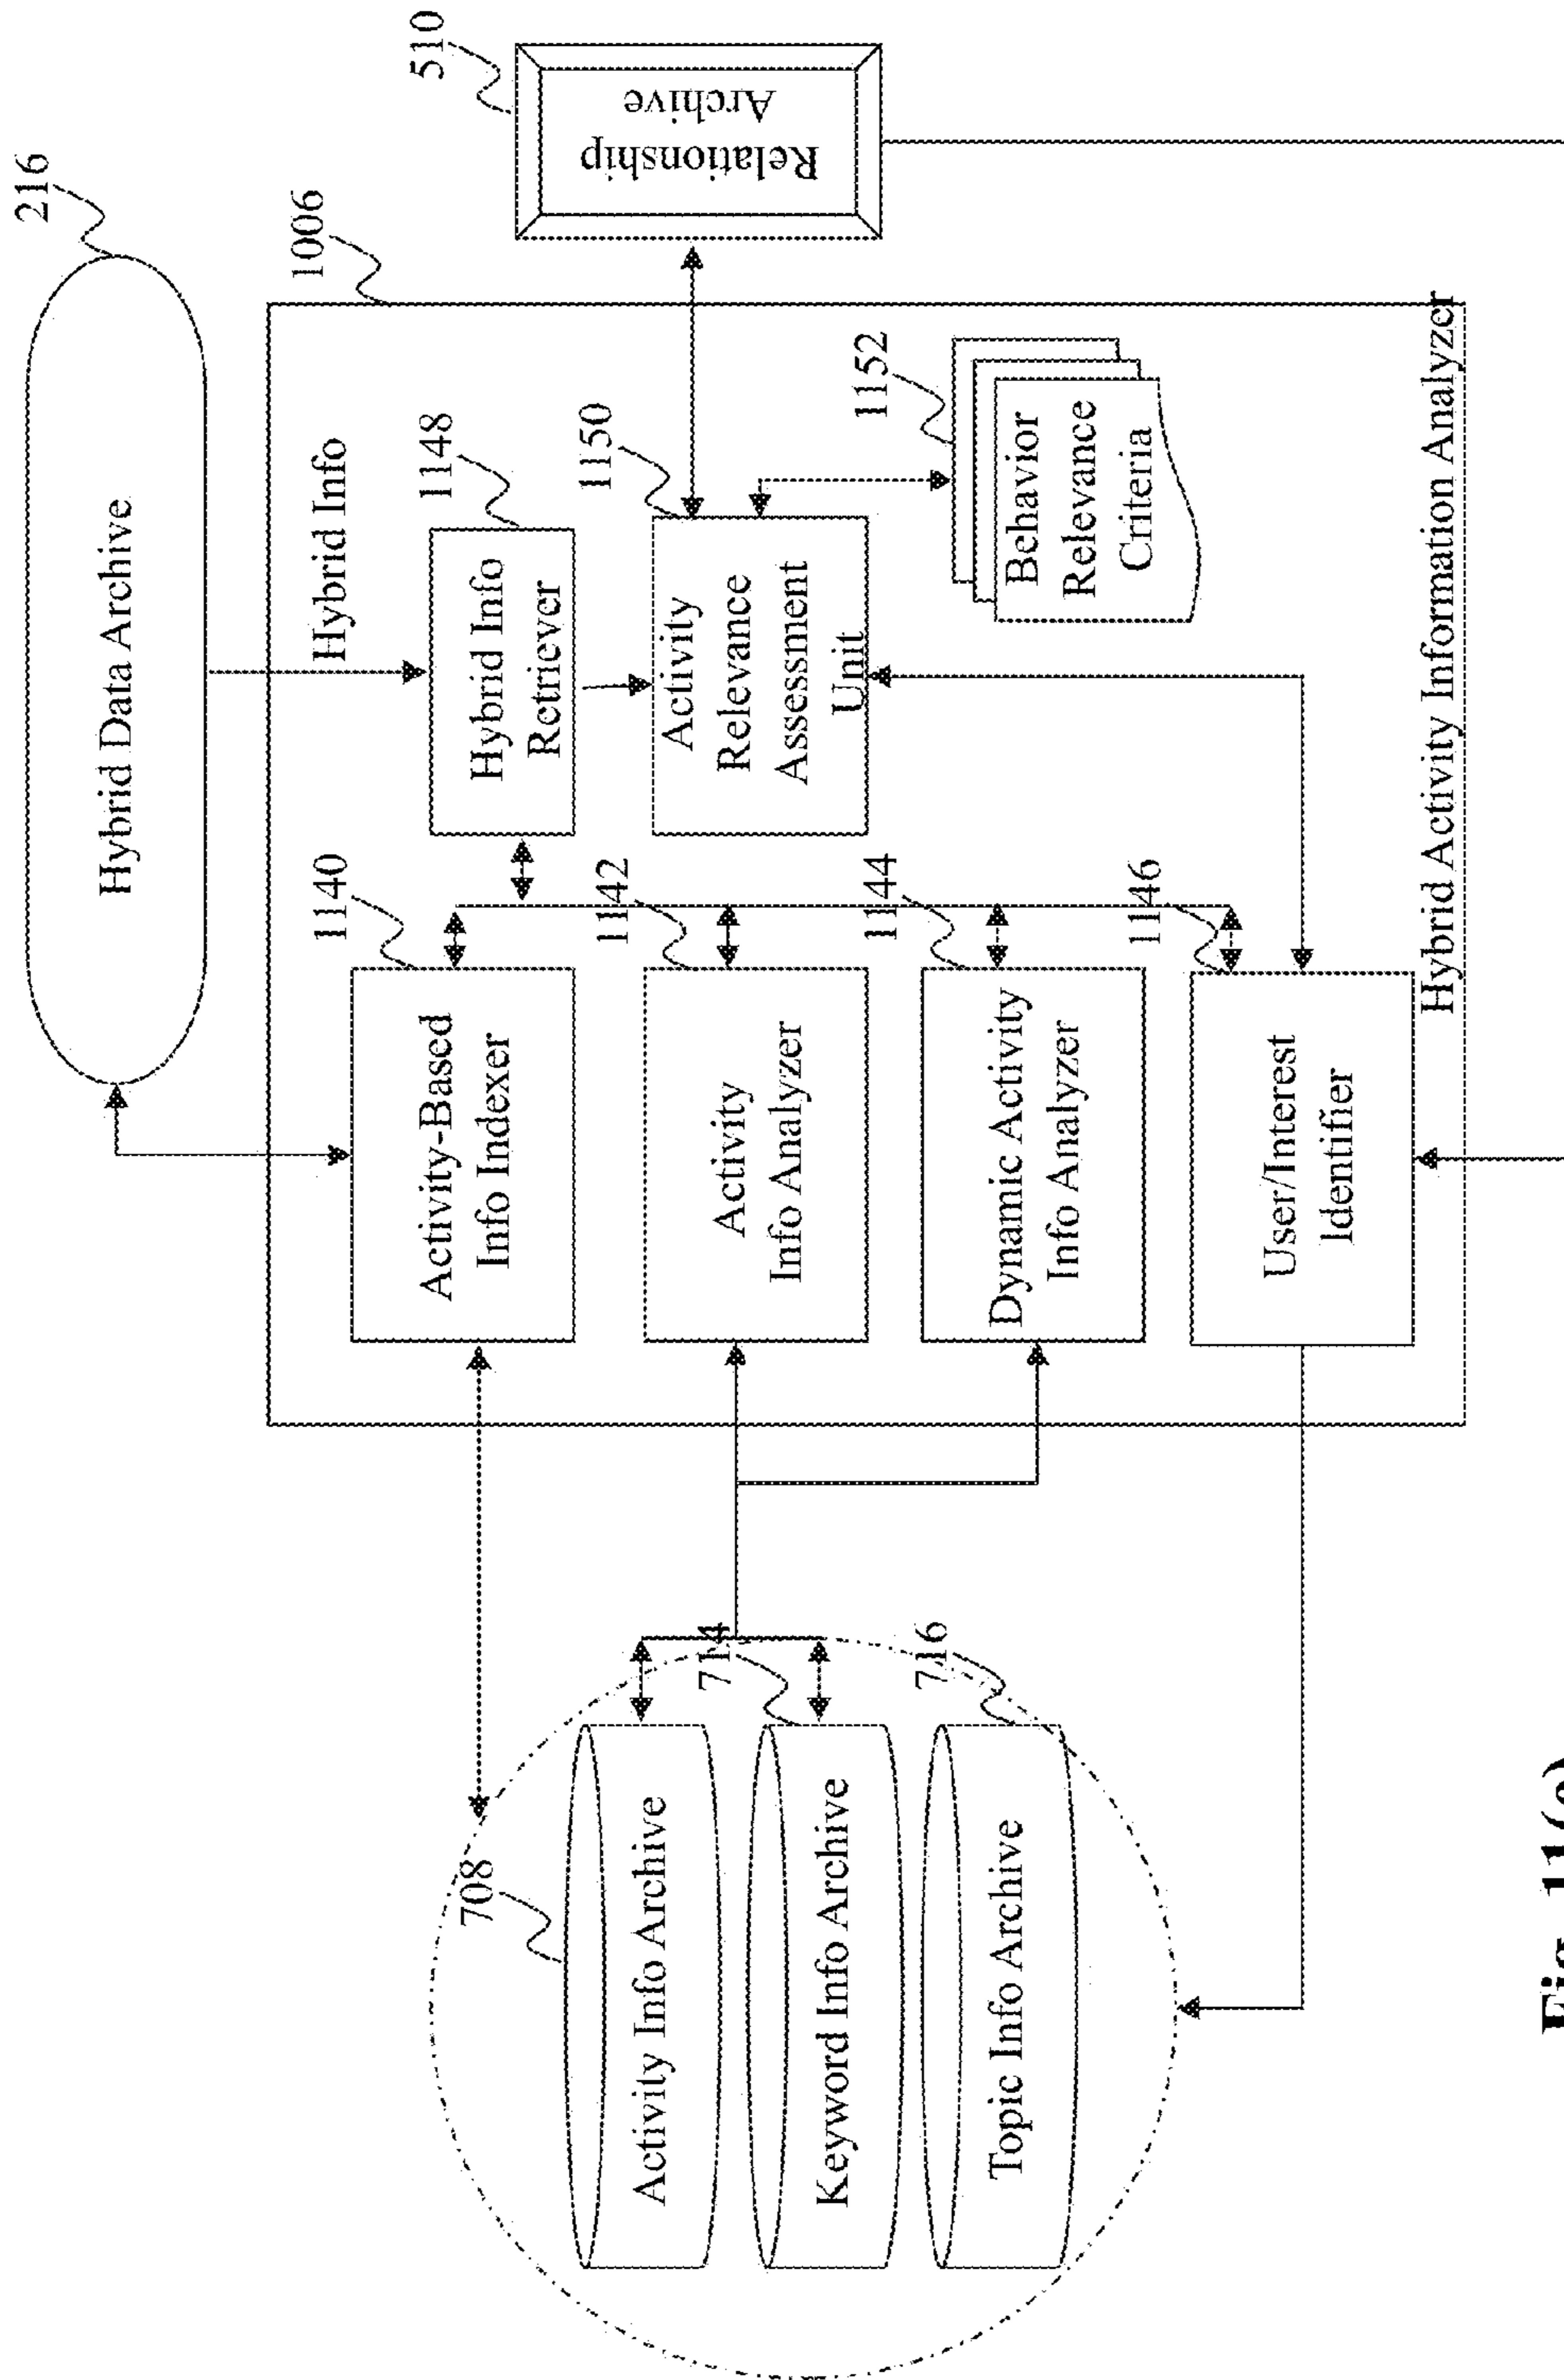 216
Hybrid Data Archive
1006
Hybrid Info
510
Relationship
Archive
1140
Activity-Based
Info Indexer
1148
Hybrid Info
Retriever
1142
Activity
Info Analyzer
1150
Activity
Relevance
Assessment
Unit
1152
Behavior
Relevance
Criteria
1144
Dynamic Activity
Info Analyzer
1146
User/Interest
Identifier
Hybrid Activity Information Analyzer
708
Activity Info Archive
714
Keyword Info Archive
716
Topic Info Archive